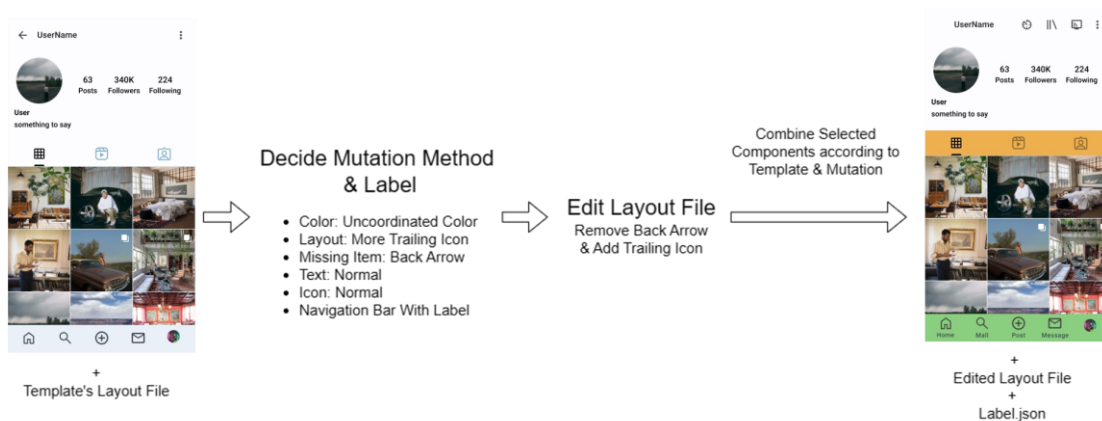 UserName
63 340K 224
Posts Followers Following
User
something to say
+
Template's Layout File
Decide Mutation Method
& Label
• Color: Uncoordinated Color
• Layout: More Trailing Icon
• Missing Item: Back Arrow
• Text: Normal
• Icon: Normal
• Navigation Bar With Label
Edit Layout File
Remove Back Arrow
& Add Trailing Icon
Combine Selected
Components according to
Template & Mutation
UserName
63 340K 224
Posts Followers Following
User
something to say
Home Mall Post Message
+
Edited Layout File
+
Label.json